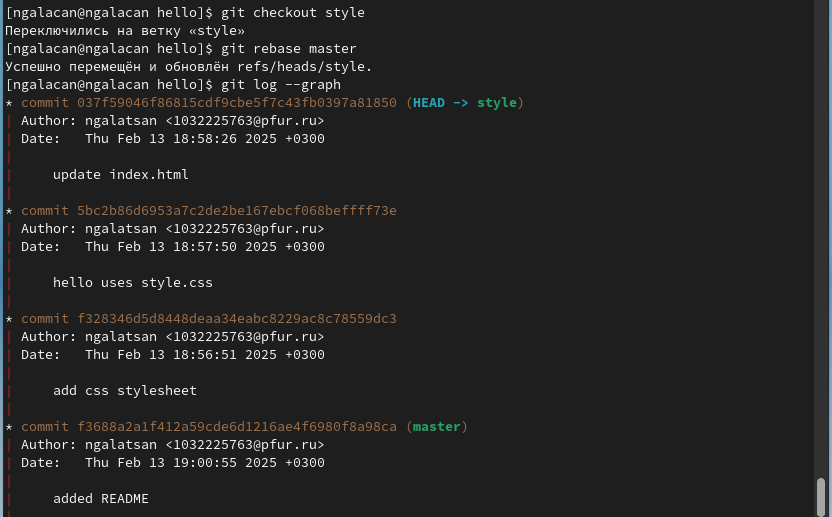 [ngalacan@ngalacan hello]$ git checkout style
Переключились на ветку «style»
[ngalacan@ngalacan hello]$ git rebase master
Успешно перемещён и обновлён refs/heads/style.
[ngalacan@ngalacan hello]$ git log --graph
* commit 037f59046f86815cdf9cbe5f7c43fb0397a81850 (HEAD -> style)
| Author: ngalatsan <1032225763@pfur.ru>
| Date:   Thu Feb 13 18:58:26 2025 +0300
|
|     update index.html
|
* commit 5bc2b86d6953a7c2de2be167ebcf068beffff73e
| Author: ngalatsan <1032225763@pfur.ru>
| Date:   Thu Feb 13 18:57:50 2025 +0300
|
|     hello uses style.css
|
* commit f328346d5d8448deaa34eabc8229ac8c78559dc3
| Author: ngalatsan <1032225763@pfur.ru>
| Date:   Thu Feb 13 18:56:51 2025 +0300
|
|     add css stylesheet
|
* commit f3688a2a1f412a59cde6d1216ae4f6980f8a98ca (master)
| Author: ngalatsan <1032225763@pfur.ru>
| Date:   Thu Feb 13 19:00:55 2025 +0300
|
|     added README
|